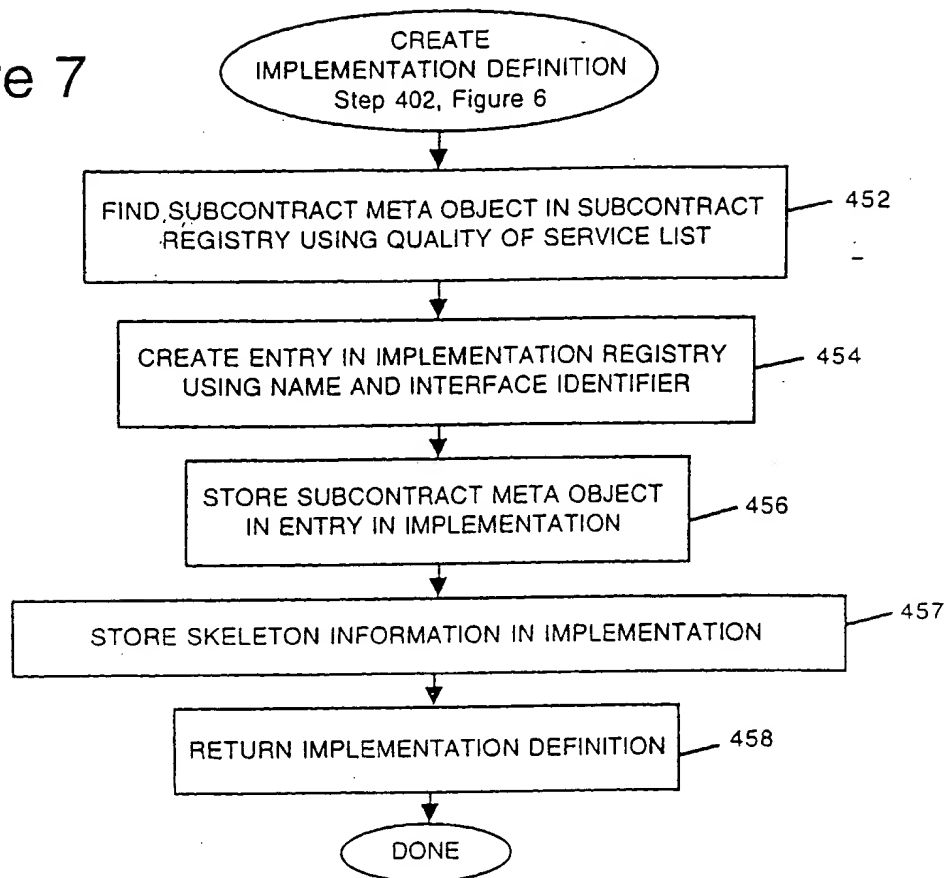 re 7
CREATE
IMPLEMENTATION DEFINITION
Step 402, Figure 6
FIND SUBCONTRACT META OBJECT IN SUBCONTRACT
REGISTRY USING QUALITY OF SERVICE LIST
452
CREATE ENTRY IN IMPLEMENTATION REGISTRY
USING NAME AND INTERFACE IDENTIFIER
454
STORE SUBCONTRACT META OBJECT
IN ENTRY IN IMPLEMENTATION
456
STORE SKELETON INFORMATION IN IMPLEMENTATION
457
RETURN IMPLEMENTATION DEFINITION
458
DONE